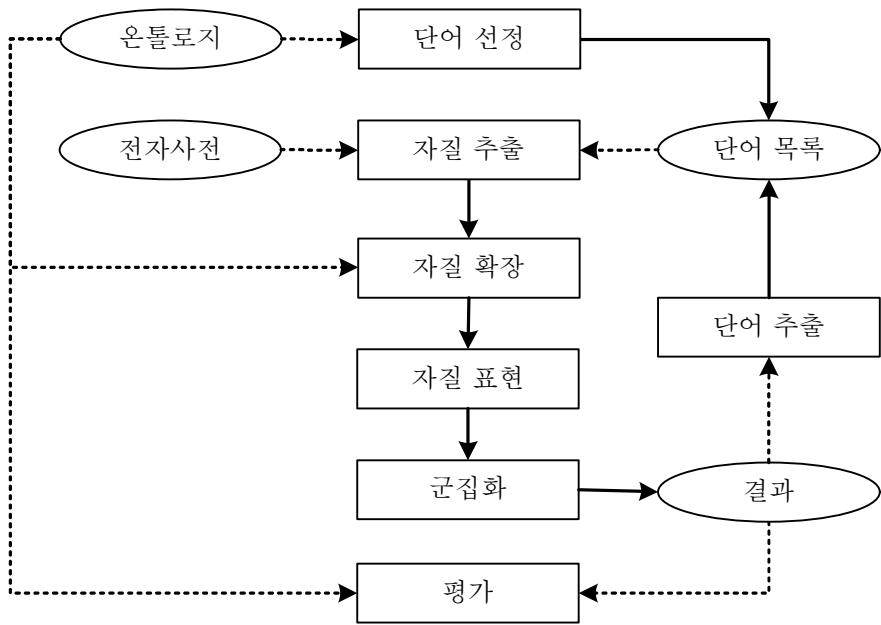 온톨로지
단어 선정
전자사전
자질 추출
단어 목록
자질 확장
단어 추출
자질 표현
군집화
결과
평가